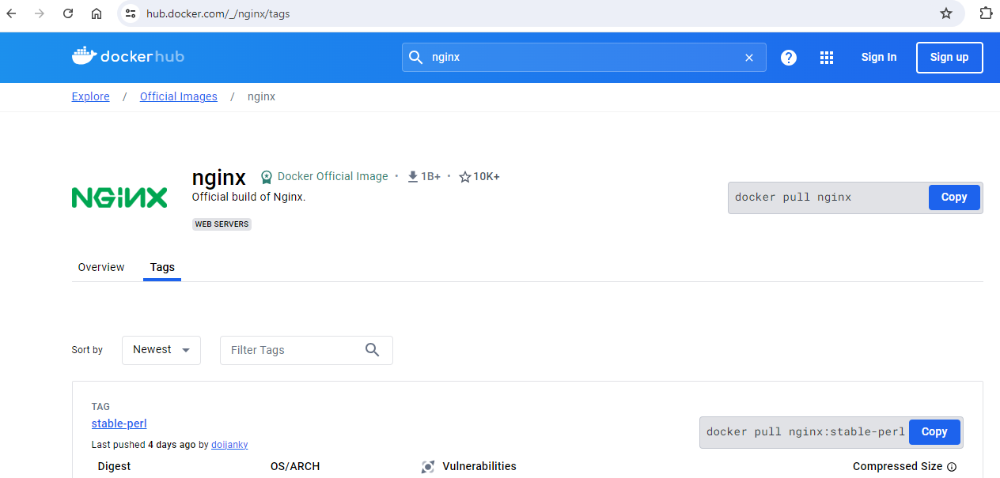 hub.docker.com/_/nginx/tags
dockerhub
nginx
?
Sign In
Sign up
Explore / Official Images / nginx
NGINX
nginx
Docker Official Image • 1B+ • 10K+
Official build of Nginx.
WEB SERVERS
docker pull nginx
Copy
Overview
Tags
Sort by
Newest
Filter Tags
TAG
stable-perl
Last pushed 4 days ago by doijanky
docker pull nginx:stable-perl
Copy
Digest
OS/ARCH
Vulnerabilities
Compressed Size